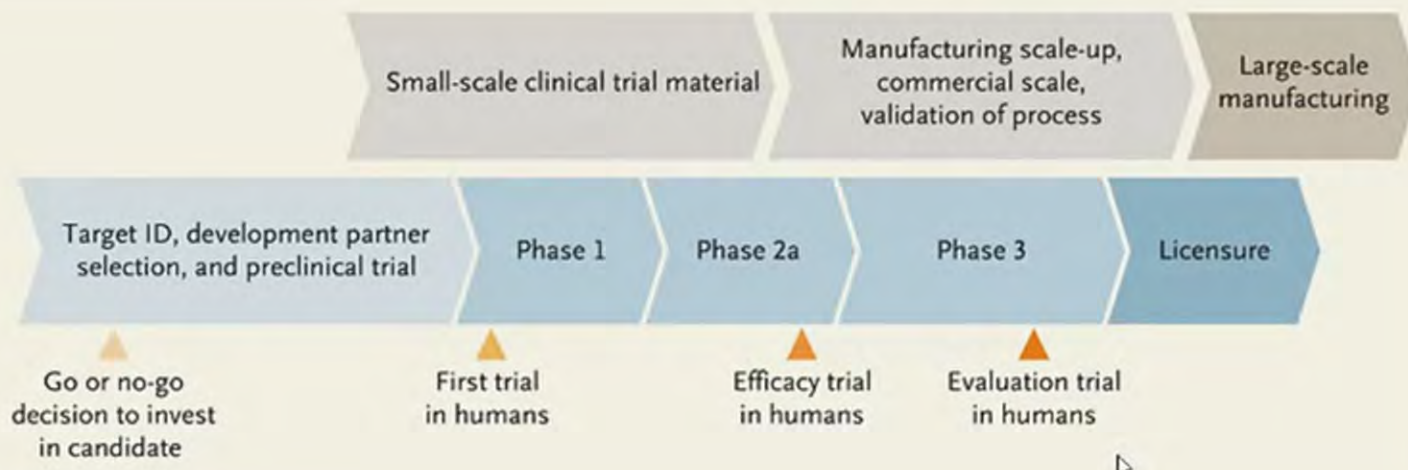 Small-scale clinical trial material
Manufacturing scale-up,
commercial scale,
validation of process
Large-scale
manufacturing
Target ID, development partner
selection, and preclinical trial
Phase 1
Phase 2a
Phase 3
Licensure
Go or no-go
decision to invest
in candidate
First trial
in humans
Efficacy trial
in humans
Evaluation trial
in humans